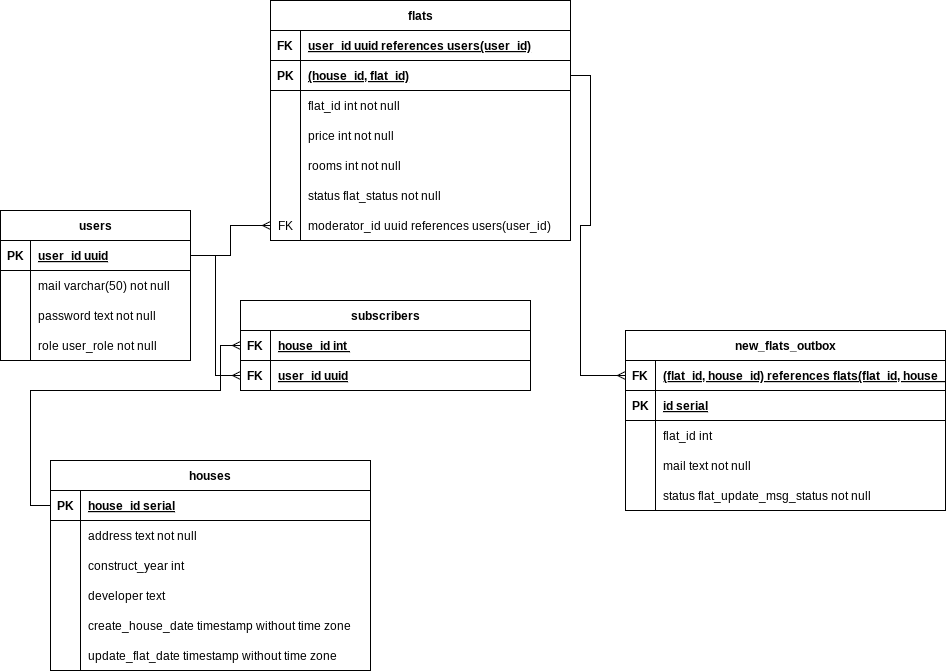 flats
FK user_id uuid references users(user_id)
PK (house_id, flat_id)
flat_id int not null
price int not null
rooms int not null
status flat_status not null
FK moderator_id uuid references users(user_id)
users
PK user_id uuid
mail varchar(50) not null
password text not null
role user_role not null
subscribers
FK house_id int
FK user_id uuid
new_flats_outbox
FK (flat_id, house_id) references flats(flat_id, house_
PK id serial
flat_id int
mail text not null
status flat_update_msg_status not null
houses
PK house_id serial
address text not null
construct_year int
developer text
create_house_date timestamp without time zone
update_flat_date timestamp without time zone